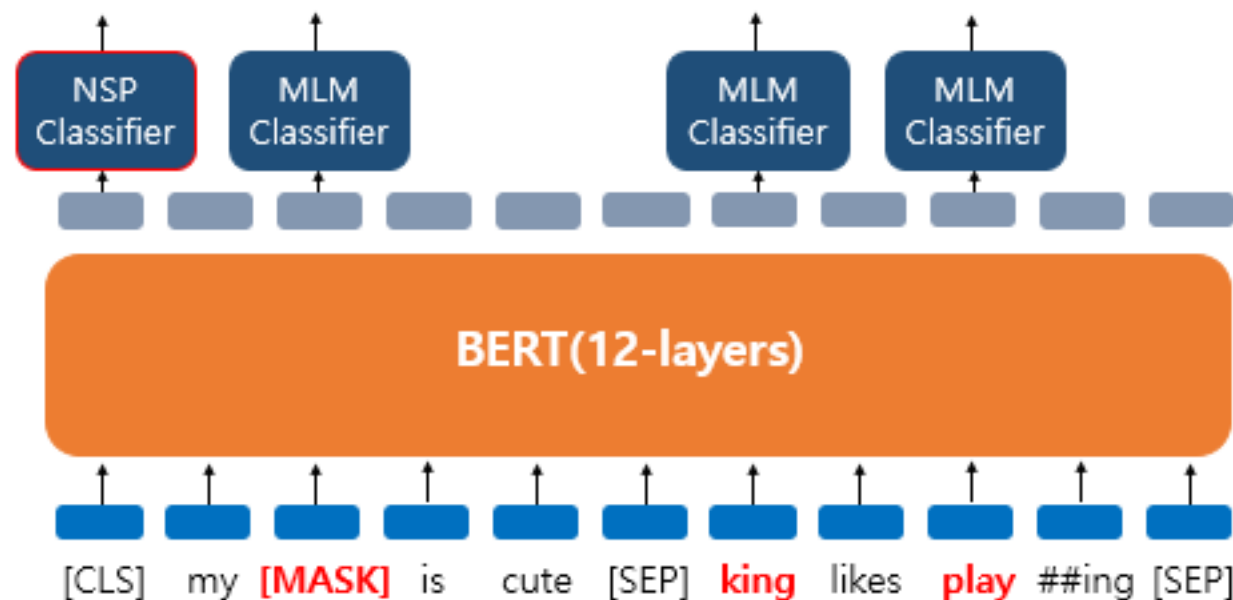 NSP
Classifier
MLM
Classifier
MLM
Classifier
MLM
Classifier
BERT(12-layers)
[CLS] my [MASK] is cute [SEP] king likes play ##ing [SEP]